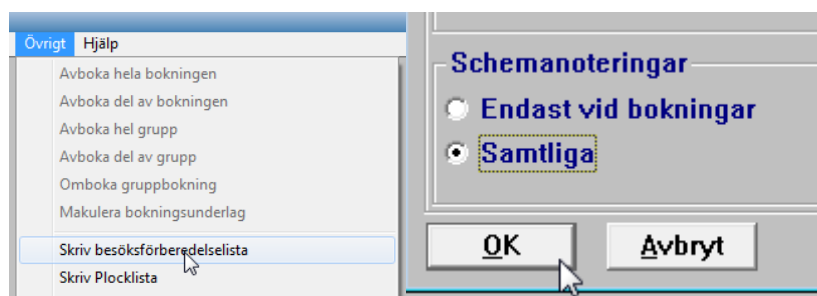 Övrigt Hjälp
Avboka hela bokningen
Avboka del av bokningen
Avboka hel grupp
Avboka del av grupp
Omboka gruppbokning
Makulera bokningsunderlag
Skriv besöksförberedelselista
Skriv Plocklista
Schemanoteringar
Endast vid bokningar
Samtliga
OK Avbryt